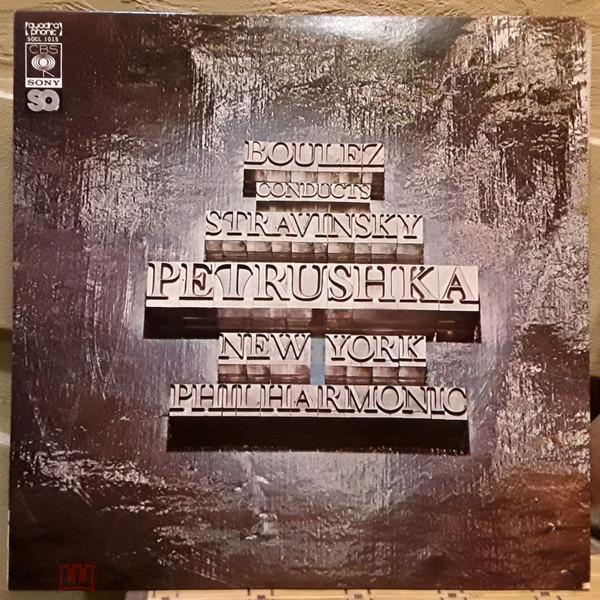 quadra
phonic
SOCL 1015
CBS
SONY
SQ
BOULEZ
CONDUCTS
STRAVINSKY
PETRUSHKA
NEW YORK
PHILHARMONIC